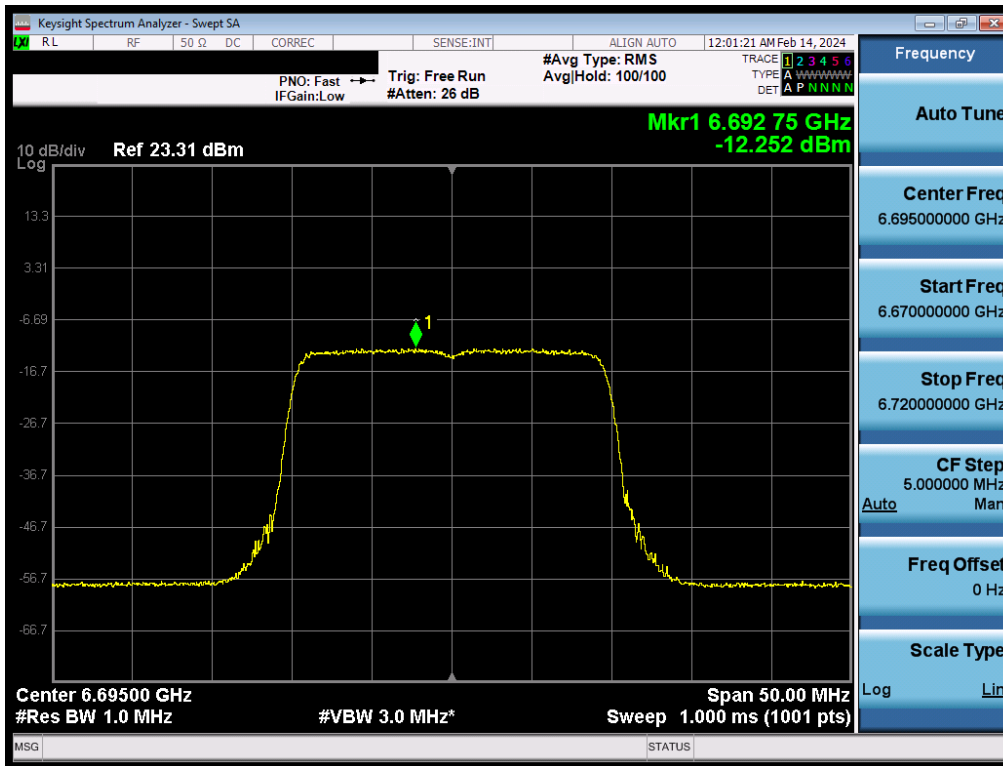 Keysight Spectrum Analyzer - Swept SA
LXI RL RF 50 Ω DC CORREC SENSE:INT ALIGN AUTO 12:01:21 AM Feb 14, 2024
PNO: Fast
IFGain:Low
Trig: Free Run
#Atten: 26 dB
#Avg Type: RMS
Avg|Hold: 100/100
TRACE 1 2 3 4 5 6
TYPE A WWWWW
DET A P N N N N
Mkr1 6.692 75 GHz
-12.252 dBm
10 dB/div Ref 23.31 dBm
Log
13.3
3.31
-6.69
-16.7
-26.7
-36.7
-46.7
-56.7
-66.7
1
Center 6.69500 GHz Span 50.00 MHz
#Res BW 1.0 MHz #VBW 3.0 MHz* Sweep 1.000 ms (1001 pts)
MSG STATUS
Frequency
Auto Tune
Center Freq
6.695000000 GHz
Start Freq
6.670000000 GHz
Stop Freq
6.720000000 GHz
CF Step
5.000000 MHz
Auto Man
Freq Offset
0 Hz
Scale Type
Log Lin